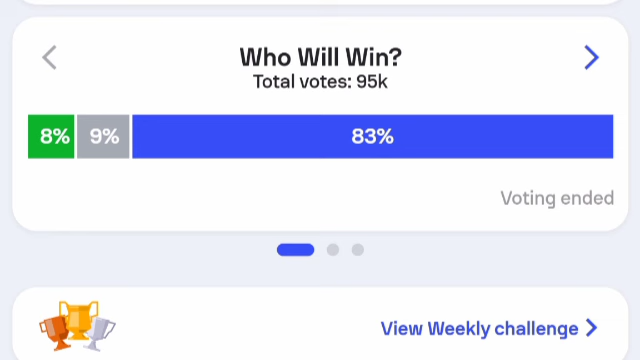 Who Will Win?
Total votes: 95k
8% 9% 83%
Voting ended
View Weekly challenge